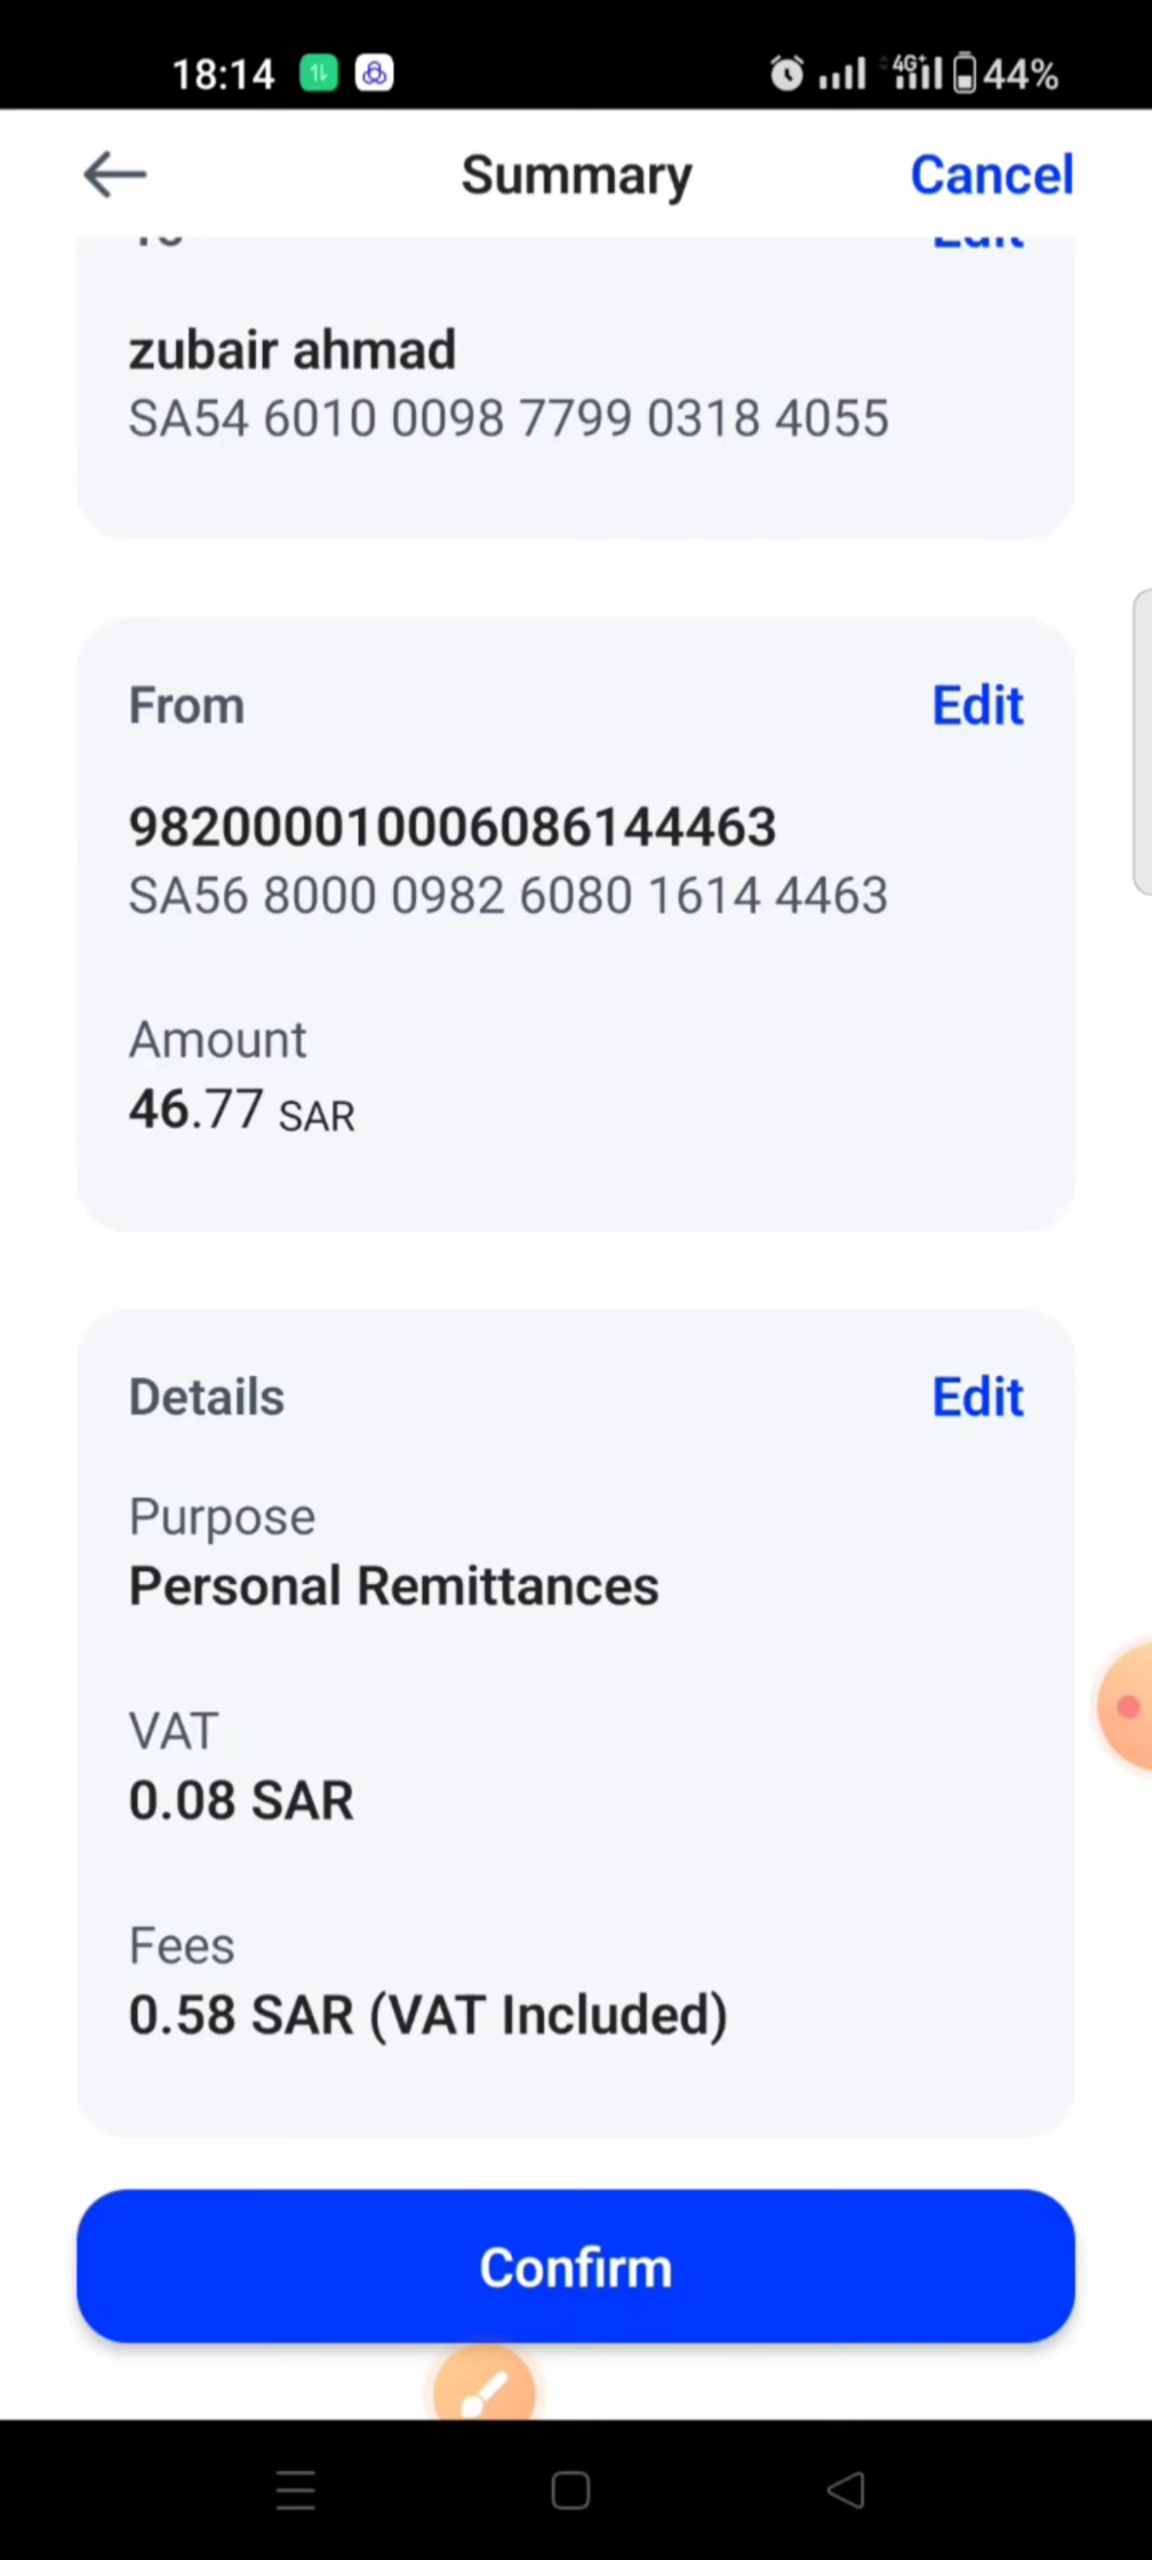 18:14
4G+
44%
Summary
Cancel
zubair ahmad
SA54 6010 0098 7799 0318 4055
From
Edit
982000010006086144463
SA56 8000 0982 6080 1614 4463
Amount
46.77 SAR
Details
Edit
Purpose
Personal Remittances
VAT
0.08 SAR
Fees
0.58 SAR (VAT Included)
Confirm